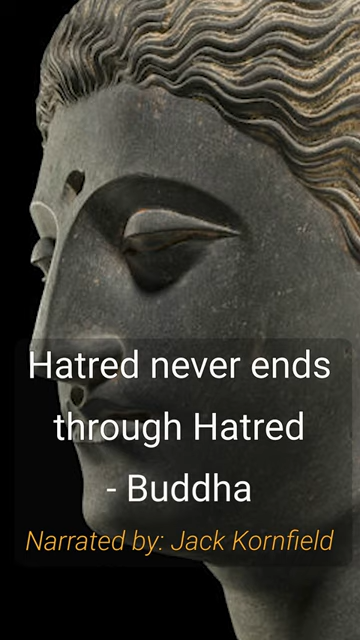 Hatred never ends
through Hatred
- Buddha
Narrated by: Jack Kornfield